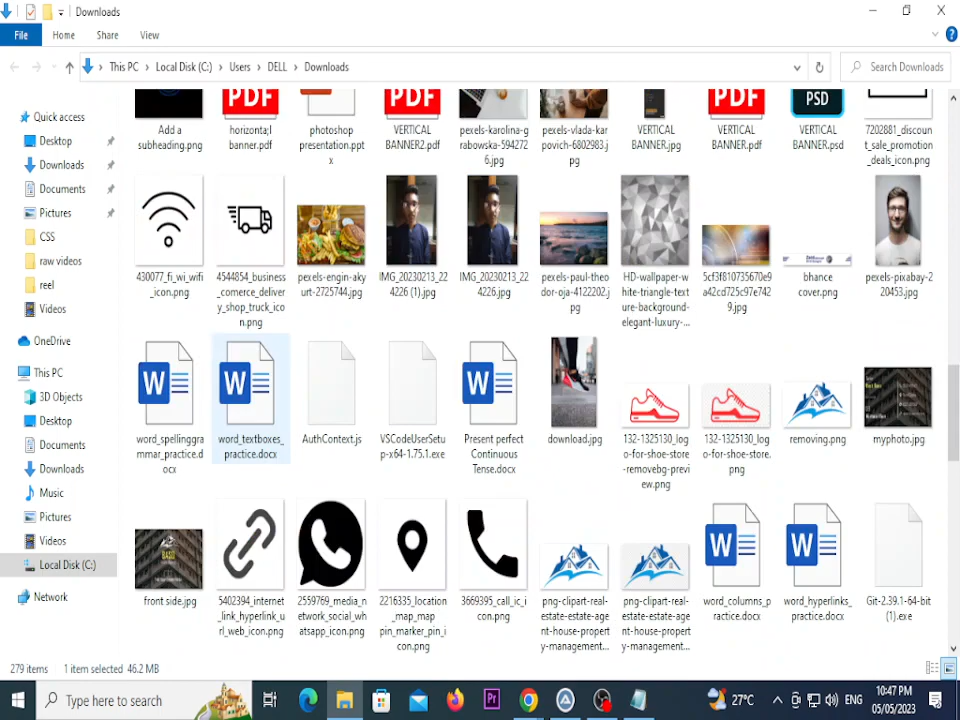 Downloads
File Home Share View
This PC Local Disk (C:) Users DELL Downloads
Search Downloads
Quick access
Desktop
Downloads
Documents
Pictures
CSS
raw videos
reel
Videos
OneDrive
This PC
3D Objects
Desktop
Documents
Downloads
Music
Pictures
Videos
Local Disk (C:)
Network
PDF
PDF
PDF
PSD
Add a
subheading.png
horizonta;l
banner.pdf
photoshop
presentation.ppt
x
VERTICAL
BANNER2.pdf
pexels-karolina-g
rabowska-594272
6.jpg
pexels-vlada-kar
povich-6802983.j
pg
VERTICAL
BANNER.jpg
VERTICAL
BANNER.pdf
VERTICAL
BANNER.psd
7202881_discoun
t_sale_promotion
_deals_icon.png
430077_fi_wi_wifi
_icon.png
4544854_business
_comerce_deliver
y_shop_truck_ico
n.png
pexels-engin-aky
urt-2725744.jpg
IMG_20230213_22
4226 (1).jpg
IMG_20230213_22
4226.jpg
pexels-paul-theo
dor-oja-4122202.j
pg
HD-wallpaper-w
hite-triangle-text
ure-background-
elegant-luxury-...
5cf3f810735670e9
a42cd725c97e742
9.jpg
bhance
cover.png
pexels-pixabay-2
20453.jpg
W
word_spellinggra
mmar_practice.d
ocx
W
word_textboxes_
practice.docx
AuthContext.js
VSCodeUserSetu
p-x64-1.75.1.exe
W
Present perfect
Continuous
Tense.docx
download.jpg
132-1325130_log
o-for-shoe-store
-removebg-previ
ew.png
132-1325130_log
o-for-shoe-store.
png
removing.png
myphoto.jpg
front side.jpg
5402394_internet
_link_hyperlink_u
rl_web_icon.png
2559769_media_n
etwork_social_wh
atsapp_icon.png
2216335_location
_map_map
pin_marker_pin_i
con.png
3669395_call_ic_i
con.png
png-clipart-real-
estate-estate-ag
ent-house-propert
y-management...
png-clipart-real-
estate-estate-ag
ent-house-propert
y-management...
W
word_columns_p
ractice.docx
W
word_hyperlinks_
practice.docx
Git-2.39.1-64-bit
(1).exe
279 items 1 item selected 46.2 MB
Type here to search
Pr
27°C
ENG
10:47 PM
05/05/2023